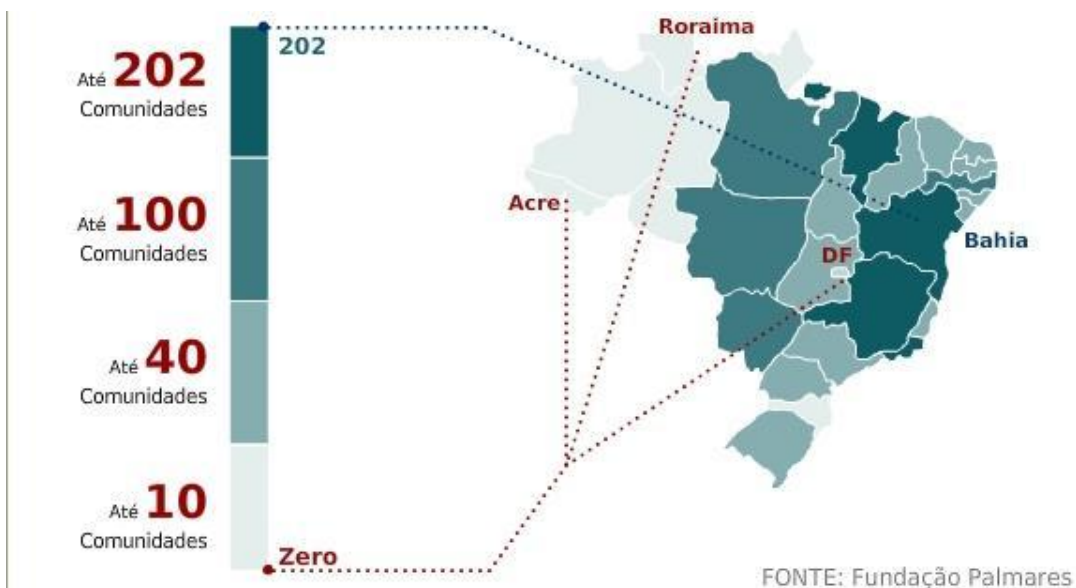 Até 202
Comunidades
Até 100
Comunidades
Até 40
Comunidades
Até 10
Comunidades
202
Zero
Roraima
Acre
DF
Bahia
FONTE: Fundação Palmares